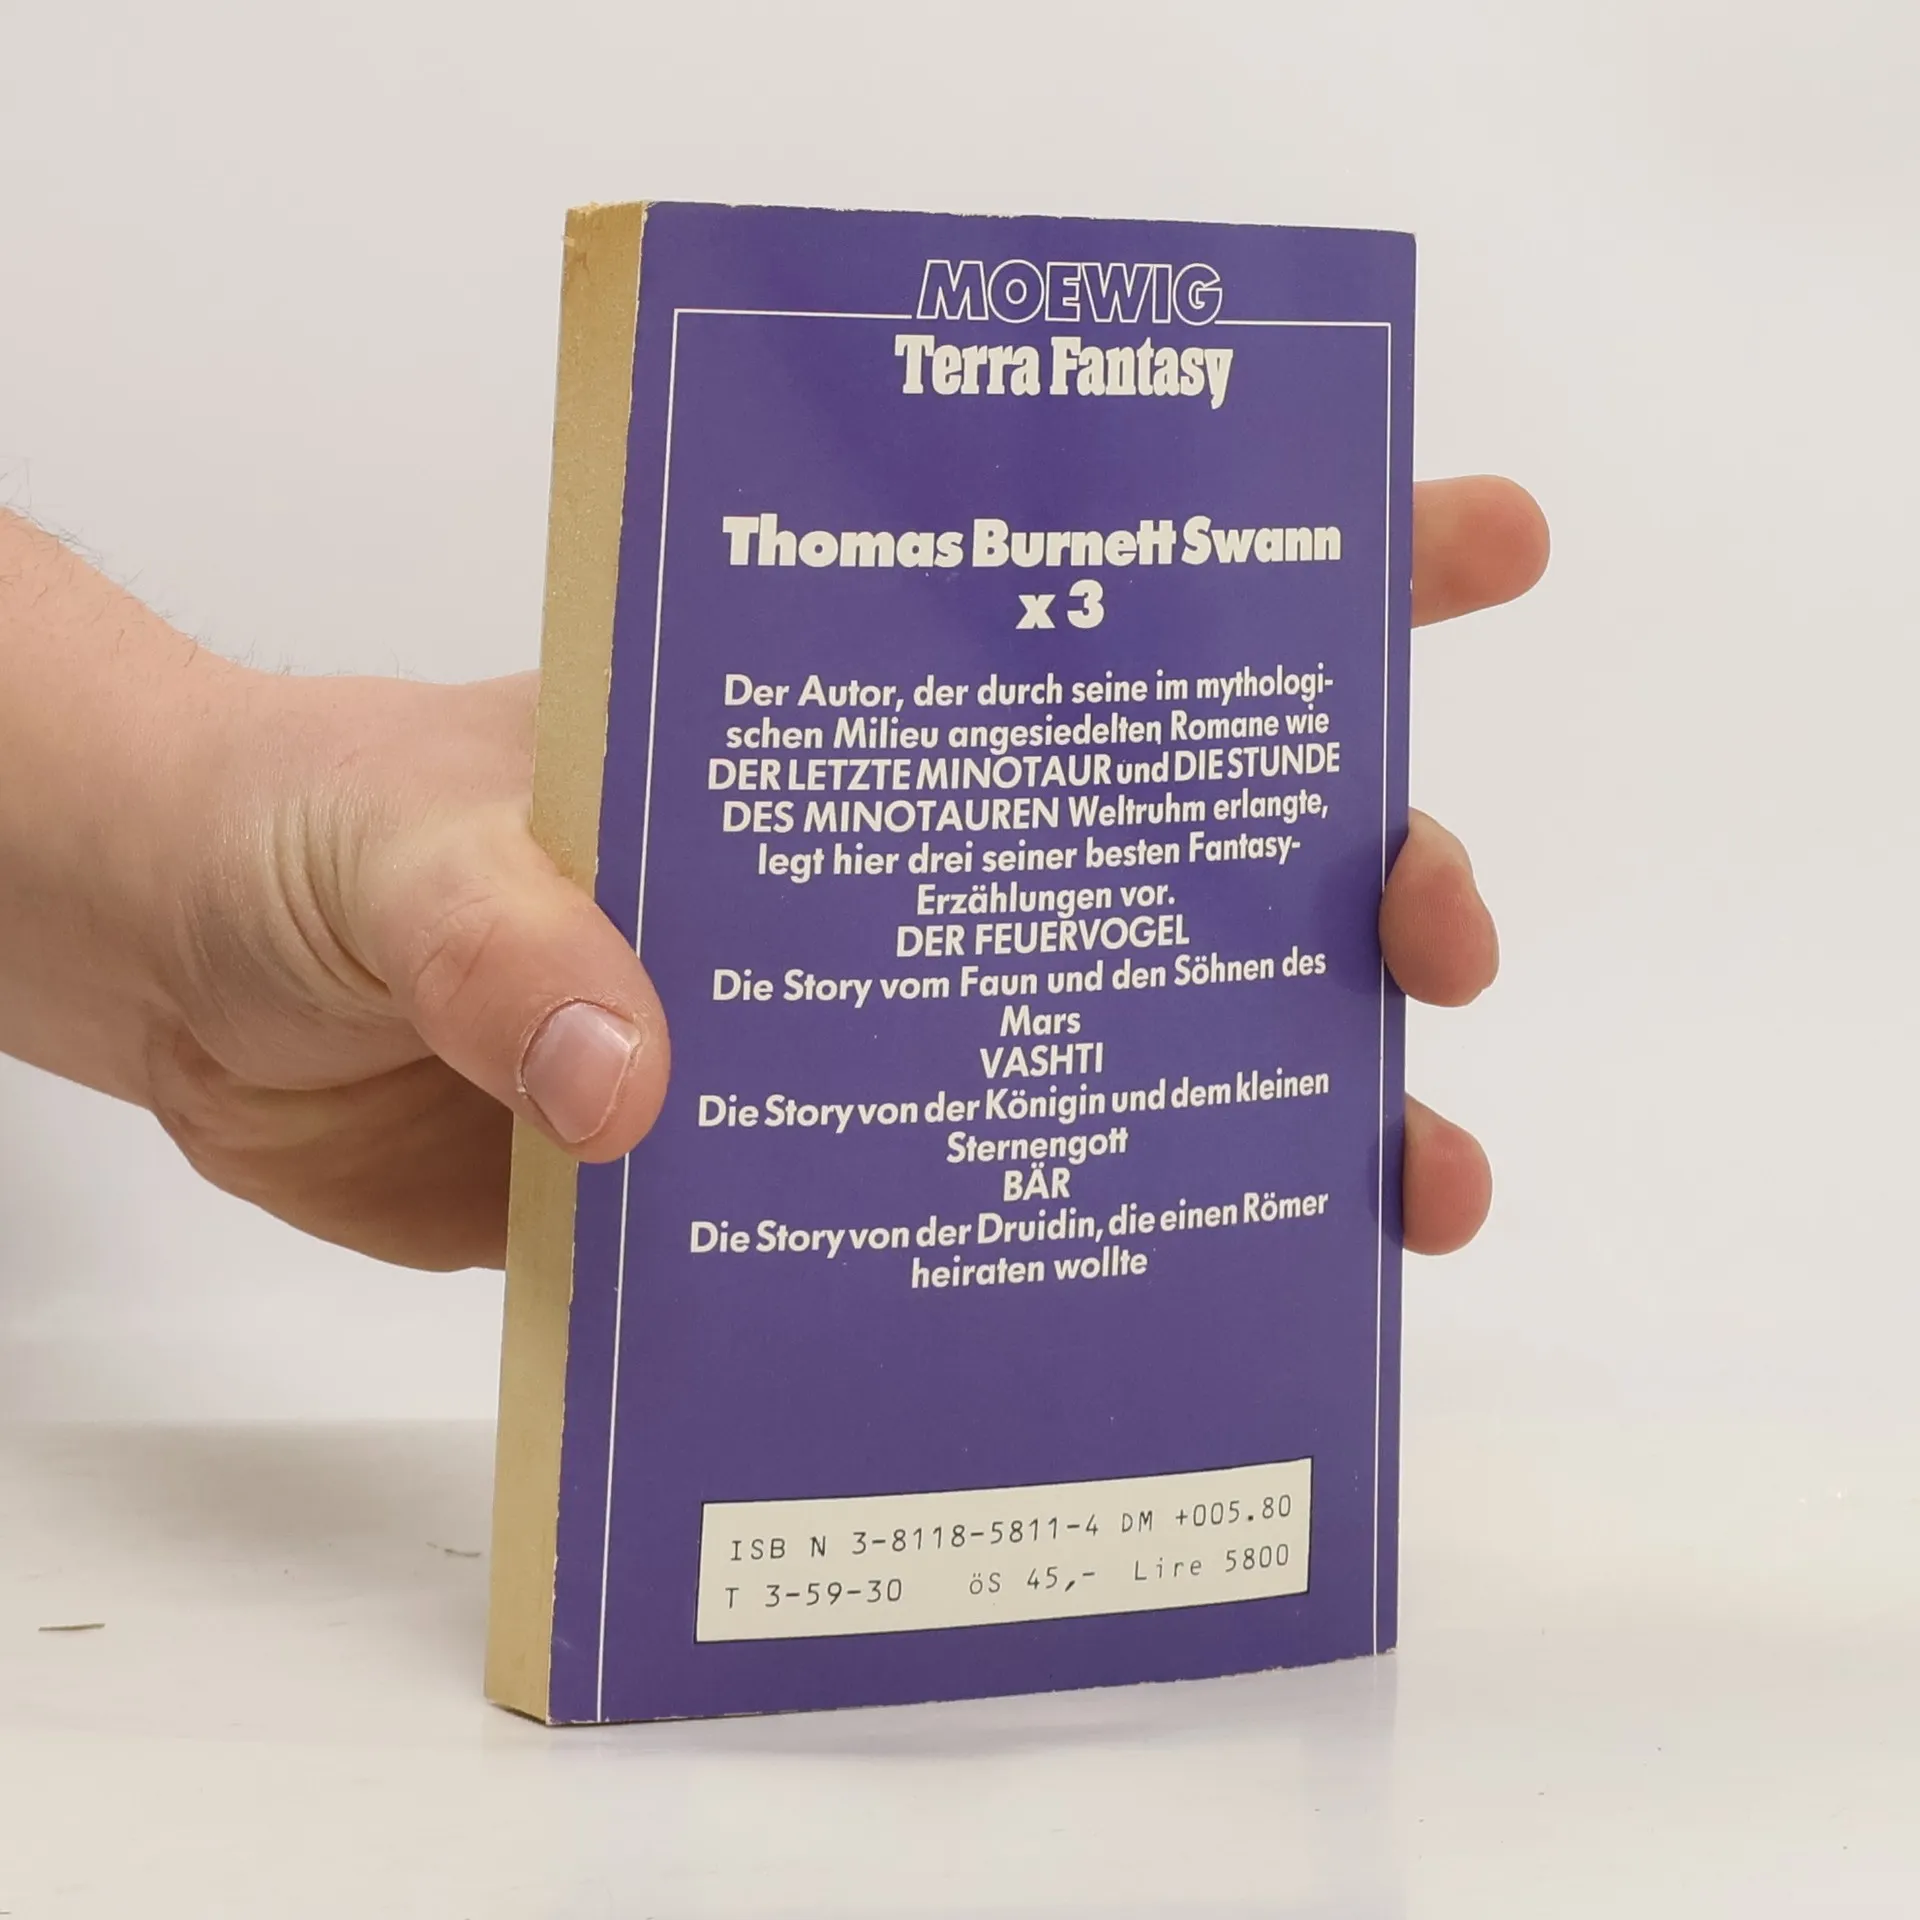 MOEWIG
Terra Fantasy
Thomas Burnett Swann
x 3
Der Autor, der durch seine im mythologi-
schen Milieu angesiedelten Romane wie
DER LETZTE MINOTAUR und DIE STUNDE
DES MINOTAUREN Weltruhm erlangte,
legt hier drei seiner besten Fantasy-
Erzählungen vor.
DER FEUERVOGEL
Die Story vom Faun und den Söhnen des
Mars
VASHTI
Die Story von der Königin und dem kleinen
Sternengott
BÄR
Die Story von der Druidin, die einen Römer
heiraten wollte
ISB N 3-8118-5811-4 DM +005.80
T 3-59-30 öS 45,- Lire 5800